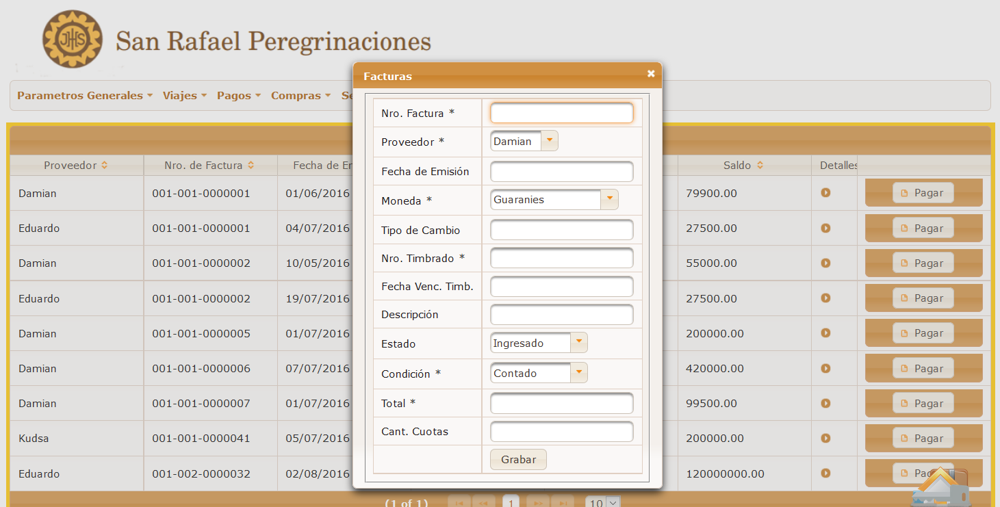 JHS
San Rafael Peregrinaciones
Facturas
Parametros Generales Viajes Pagos Compras
Nro. Factura *
Proveedor * Damian
Fecha de Emisión
Moneda * Guaranies
Tipo de Cambio
Nro. Timbrado *
Fecha Venc. Timb.
Descripción
Estado Ingresado
Condición * Contado
Total *
Cant. Cuotas
Grabar
Proveedor Nro. de Factura Fecha de Saldo Detalles
Damian 001-001-0000001 01/06/2016 79900.00 Pagar
Eduardo 001-001-0000001 04/07/2016 27500.00 Pagar
Damian 001-001-0000002 10/05/2016 55000.00 Pagar
Eduardo 001-001-0000002 19/07/2016 27500.00 Pagar
Damian 001-001-0000005 01/07/2016 200000.00 Pagar
Damian 001-001-0000006 07/07/2016 420000.00 Pagar
Damian 001-001-0000007 01/07/2016 99500.00 Pagar
Kudsa 001-001-0000041 05/07/2016 200000.00 Pagar
Eduardo 001-002-0000032 02/08/2016 120000000.00
(1 of 1) 1 10